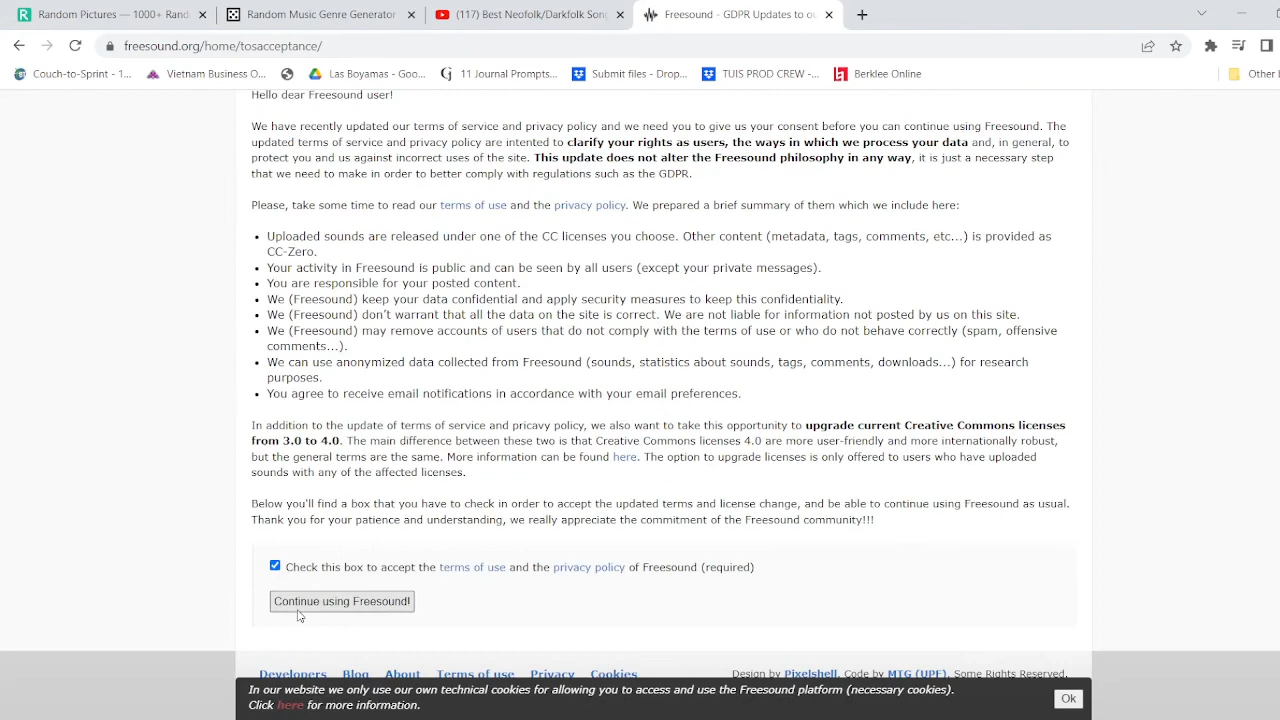 Random Pictures — 1000+ Rand
Random Music Genre Generator
(117) Best Neofolk/Darkfolk Song
Freesound - GDPR Updates to ou
freesound.org/home/tosacceptance/
Couch-to-Sprint - 1...
Vietnam Business O...
Las Boyamas - Goo...
11 Journal Prompts...
Submit files - Drop...
TUIS PROD CREW -...
Berklee Online
Other b
Hello dear Freesound user!
We have recently updated our terms of service and privacy policy and we need you to give us your consent before you can continue using Freesound. The
updated terms of service and privacy policy are intended to clarify your rights as users, the ways in which we process your data and, in general, to
protect you and us against incorrect uses of the site. This update does not alter the Freesound philosophy in any way, it is just a necessary step
that we need to make in order to better comply with regulations such as the GDPR.
Please, take some time to read our terms of use and the privacy policy. We prepared a brief summary of them which we include here:
• Uploaded sounds are released under one of the CC licenses you choose. Other content (metadata, tags, comments, etc...) is provided as
CC-Zero.
• Your activity in Freesound is public and can be seen by all users (except your private messages).
• You are responsible for your posted content.
• We (Freesound) keep your data confidential and apply security measures to keep this confidentiality.
• We (Freesound) don't warrant that all the data on the site is correct. We are not liable for information not posted by us on this site.
• We (Freesound) may remove accounts of users that do not comply with the terms of use or who do not behave correctly (spam, offensive
comments...).
• We can use anonymized data collected from Freesound (sounds, statistics about sounds, tags, comments, downloads...) for research
purposes.
• You agree to receive email notifications in accordance with your email preferences.
In addition to the update of terms of service and pricavy policy, we also want to take this opportunity to upgrade current Creative Commons licenses
from 3.0 to 4.0. The main difference between these two is that Creative Commons licenses 4.0 are more user-friendly and more internationally robust,
but the general terms are the same. More information can be found here. The option to upgrade licenses is only offered to users who have uploaded
sounds with any of the affected licenses.
Below you'll find a box that you have to check in order to accept the updated terms and license change, and be able to continue using Freesound as usual.
Thank you for your patience and understanding, we really appreciate the commitment of the Freesound community!!!
Check this box to accept the terms of use and the privacy policy of Freesound (required)
Continue using Freesound!
Developers Blog About Terms of use Privacy Cookies
Design by Pixelshell, Code by MTG (UPF), Some Rights Reserved.
In our website we only use our own technical cookies for allowing you to access and use the Freesound platform (necessary cookies).
Click here for more information.
Ok